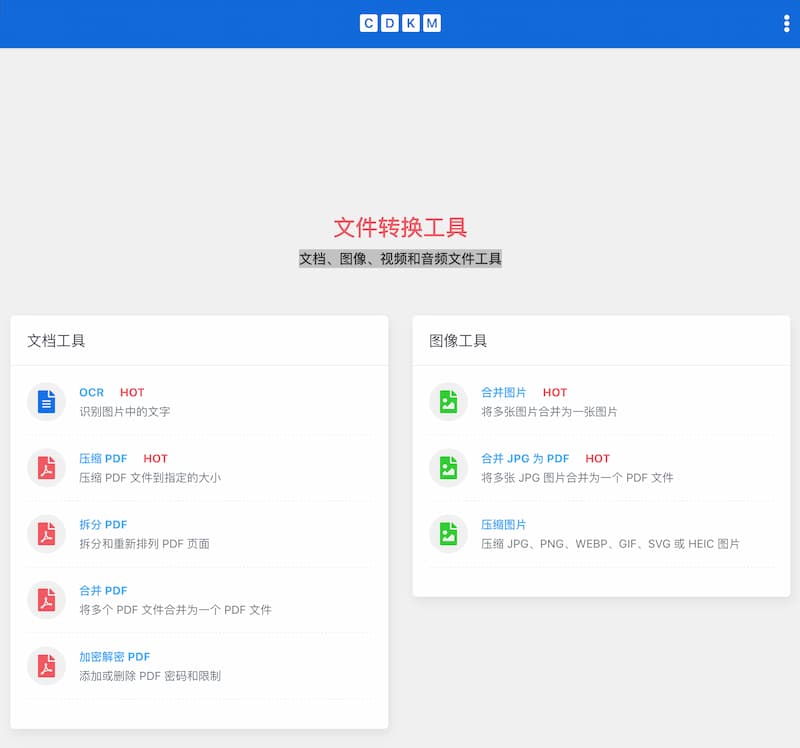 CDKM
文件转换工具
文档、图像、视频和音频文件工具
文档工具
OCR HOT
识别图片中的文字
压缩 PDF HOT
压缩 PDF 文件到指定的大小
拆分 PDF
拆分和重新排列 PDF 页面
合并 PDF
将多个 PDF 文件合并为一个 PDF 文件
加密解密 PDF
添加或删除 PDF 密码和限制
图像工具
合并图片 HOT
将多张图片合并为一张图片
合并 JPG 为 PDF HOT
将多张 JPG 图片合并为一个 PDF 文件
压缩图片
压缩 JPG、PNG、WEBP、GIF、SVG 或 HEIC 图片